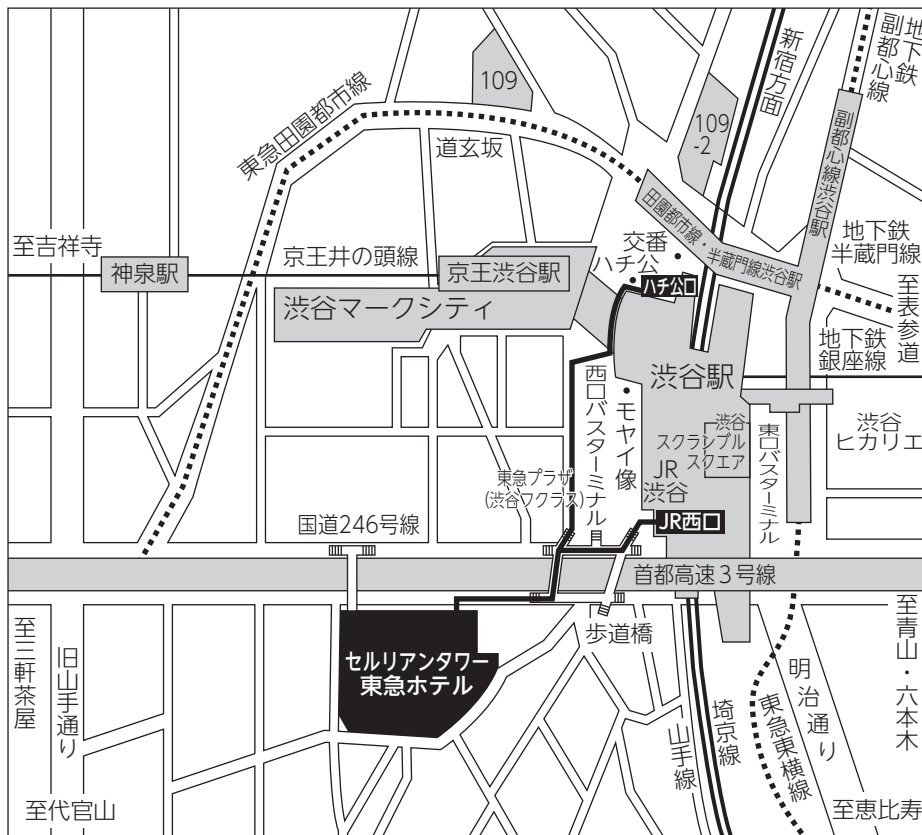 109
109
-2
新宿方面
地下鉄
副都心線
副都心線渋谷駅
東急田園都市線
道玄坂
田園都市線・半蔵門線渋谷駅
地下鉄
半蔵門線
至表参道
至吉祥寺
神泉駅
京王井の頭線
京王渋谷駅
渋谷マークシティ
交番
ハチ公
ハチ公口
地下鉄
銀座線
渋谷駅
西口バスターミナル
モヤイ像
渋谷
スクランブル
スクエア
東口バスターミナル
渋谷
ヒカリエ
JR
渋谷
東急プラザ
(渋谷フクラス)
JR西口
国道246号線
首都高速3号線
至三軒茶屋
旧山手通り
セルリアンタワー
東急ホテル
歩道橋
山手線
埼京線
東急東横線
明治通り
至青山・六本木
至代官山
至恵比寿